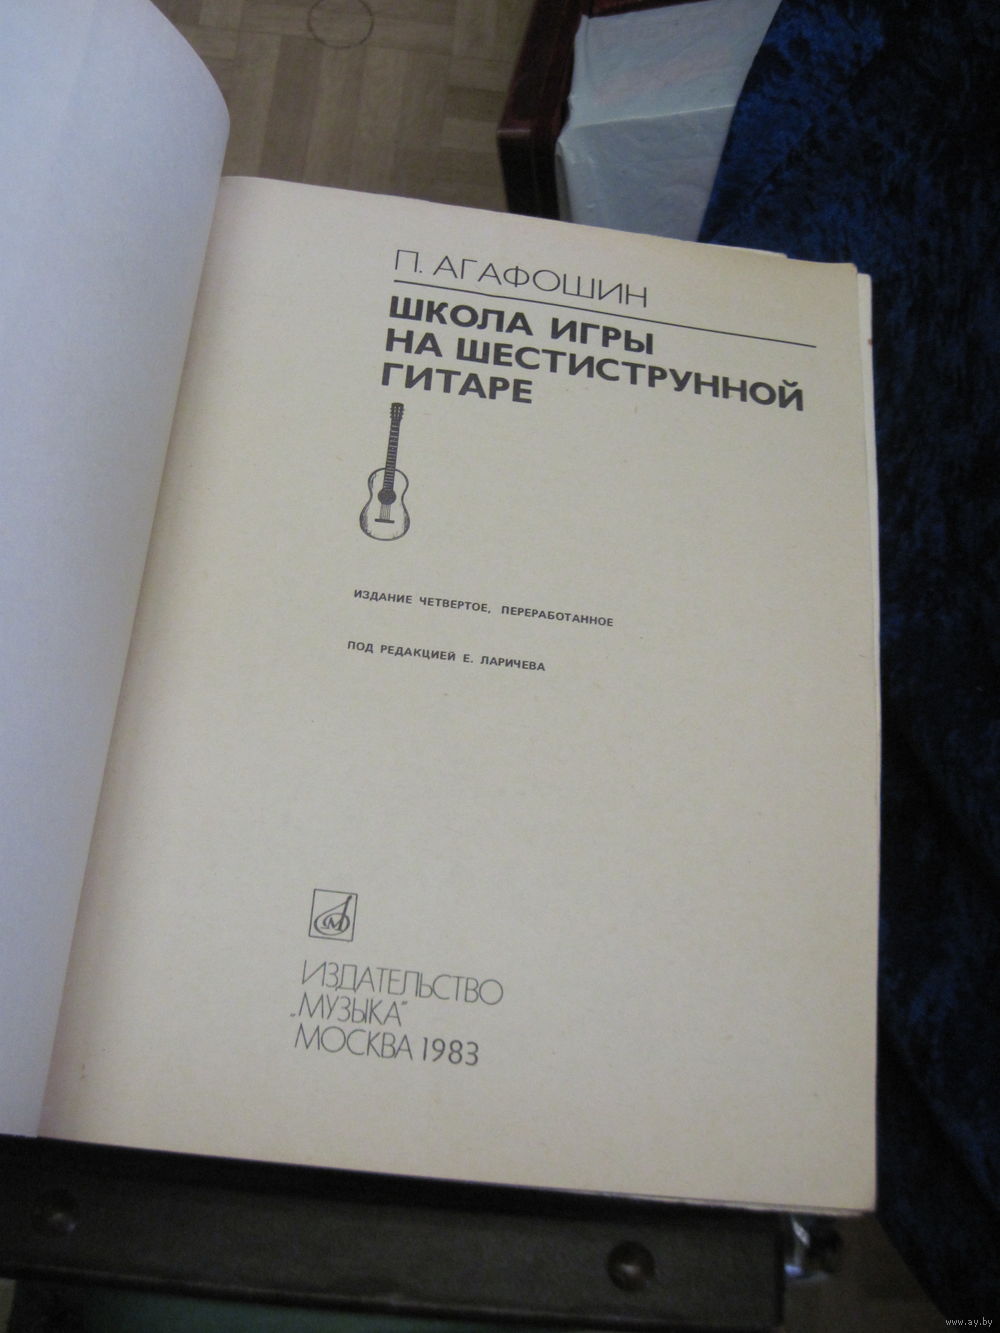 П. АГАФОШИН
ШКОЛА ИГРЫ
НА ШЕСТИСТРУННОЙ
ГИТАРЕ
ИЗДАНИЕ ЧЕТВЕРТОЕ, ПЕРЕРАБОТАННОЕ
ПОД РЕДАКЦИЕЙ Е. ЛАРИЧЕВА
М
ИЗДАТЕЛЬСТВО
„МУЗЫКА“
МОСКВА 1983
www.ay.by